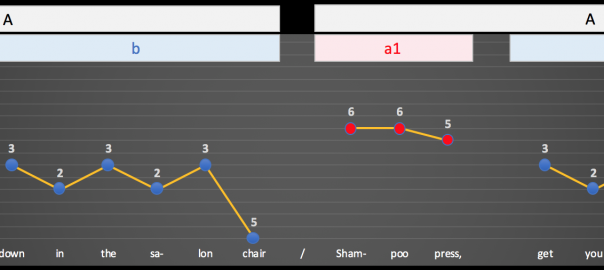 A A
b a1
6 6 5
3 2 3 2 3 5 3 2
down in the sa- lon chair / Sham- poo press, get you